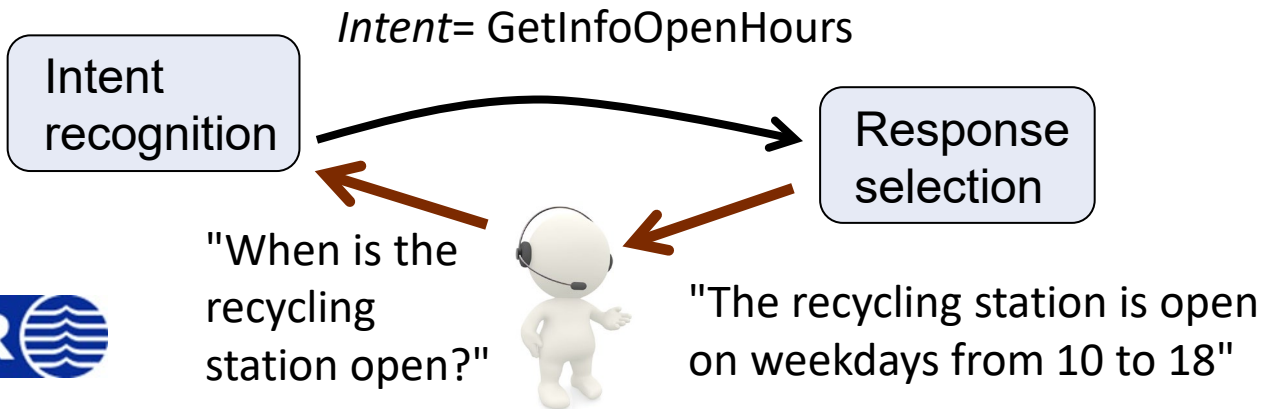 Intent= GetInfoOpenHours
Intent
recognition
Response
selection
"When is the
recycling
station open?"
"The recycling station is open
on weekdays from 10 to 18"
R